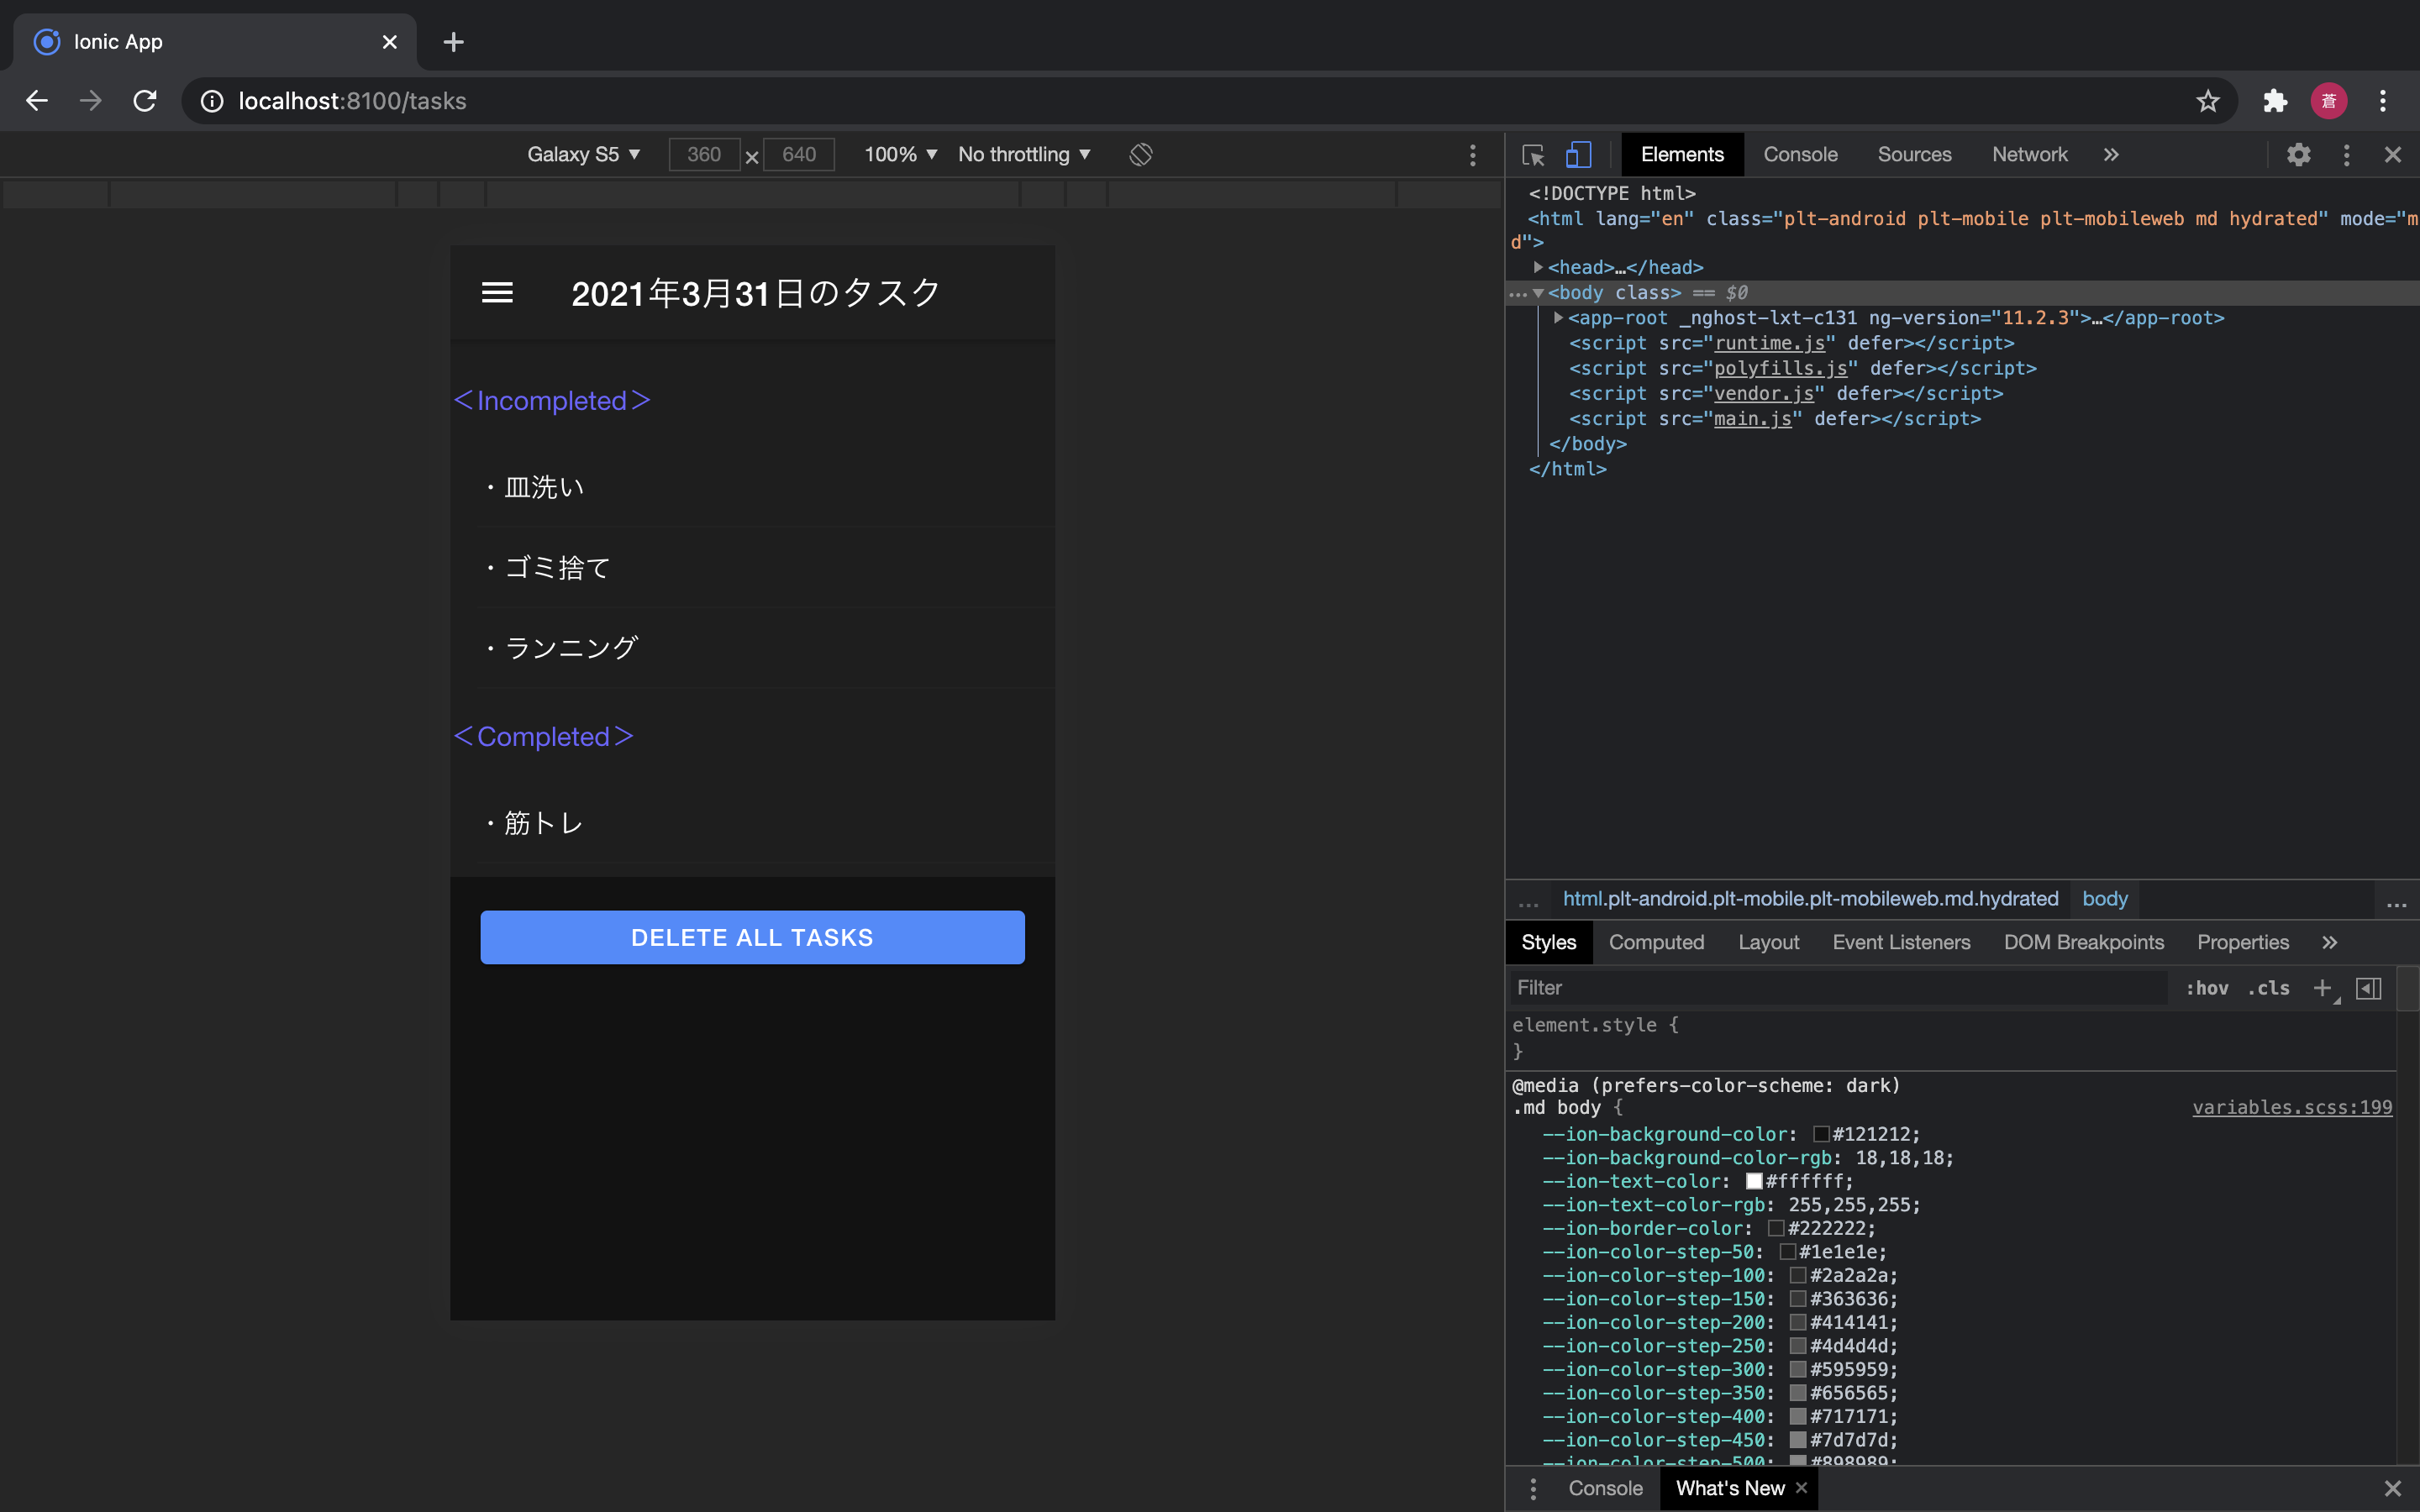 Ionic App
localhost:8100/tasks
蒼
Galaxy S5 ▼ 360 × 640 100% ▼ No throttling ▼
2021年3月31日のタスク
＜Incompleted＞
・皿洗い
・ゴミ捨て
・ランニング
＜Completed＞
・筋トレ
DELETE ALL TASKS
Elements Console Sources Network »
<!DOCTYPE html>
<html lang="en" class="plt-android plt-mobile plt-mobileweb md hydrated" mode="m
d">
▶<head>…</head>
… ▼<body class> == $0
▶<app-root _nghost-lxt-c131 ng-version="11.2.3">…</app-root>
<script src="runtime.js" defer></script>
<script src="polyfills.js" defer></script>
<script src="vendor.js" defer></script>
<script src="main.js" defer></script>
</body>
</html>
… html.plt-android.plt-mobile.plt-mobileweb.md.hydrated body …
Styles Computed Layout Event Listeners DOM Breakpoints Properties »
Filter :hov .cls +
element.style {
}
@media (prefers-color-scheme: dark)
.md body { variables.scss:199
--ion-background-color: #121212;
--ion-background-color-rgb: 18,18,18;
--ion-text-color: #ffffff;
--ion-text-color-rgb: 255,255,255;
--ion-border-color: #222222;
--ion-color-step-50: #1e1e1e;
--ion-color-step-100: #2a2a2a;
--ion-color-step-150: #363636;
--ion-color-step-200: #414141;
--ion-color-step-250: #4d4d4d;
--ion-color-step-300: #595959;
--ion-color-step-350: #656565;
--ion-color-step-400: #717171;
--ion-color-step-450: #7d7d7d;
--ion-color-step-500: #898989;
Console What's New ×